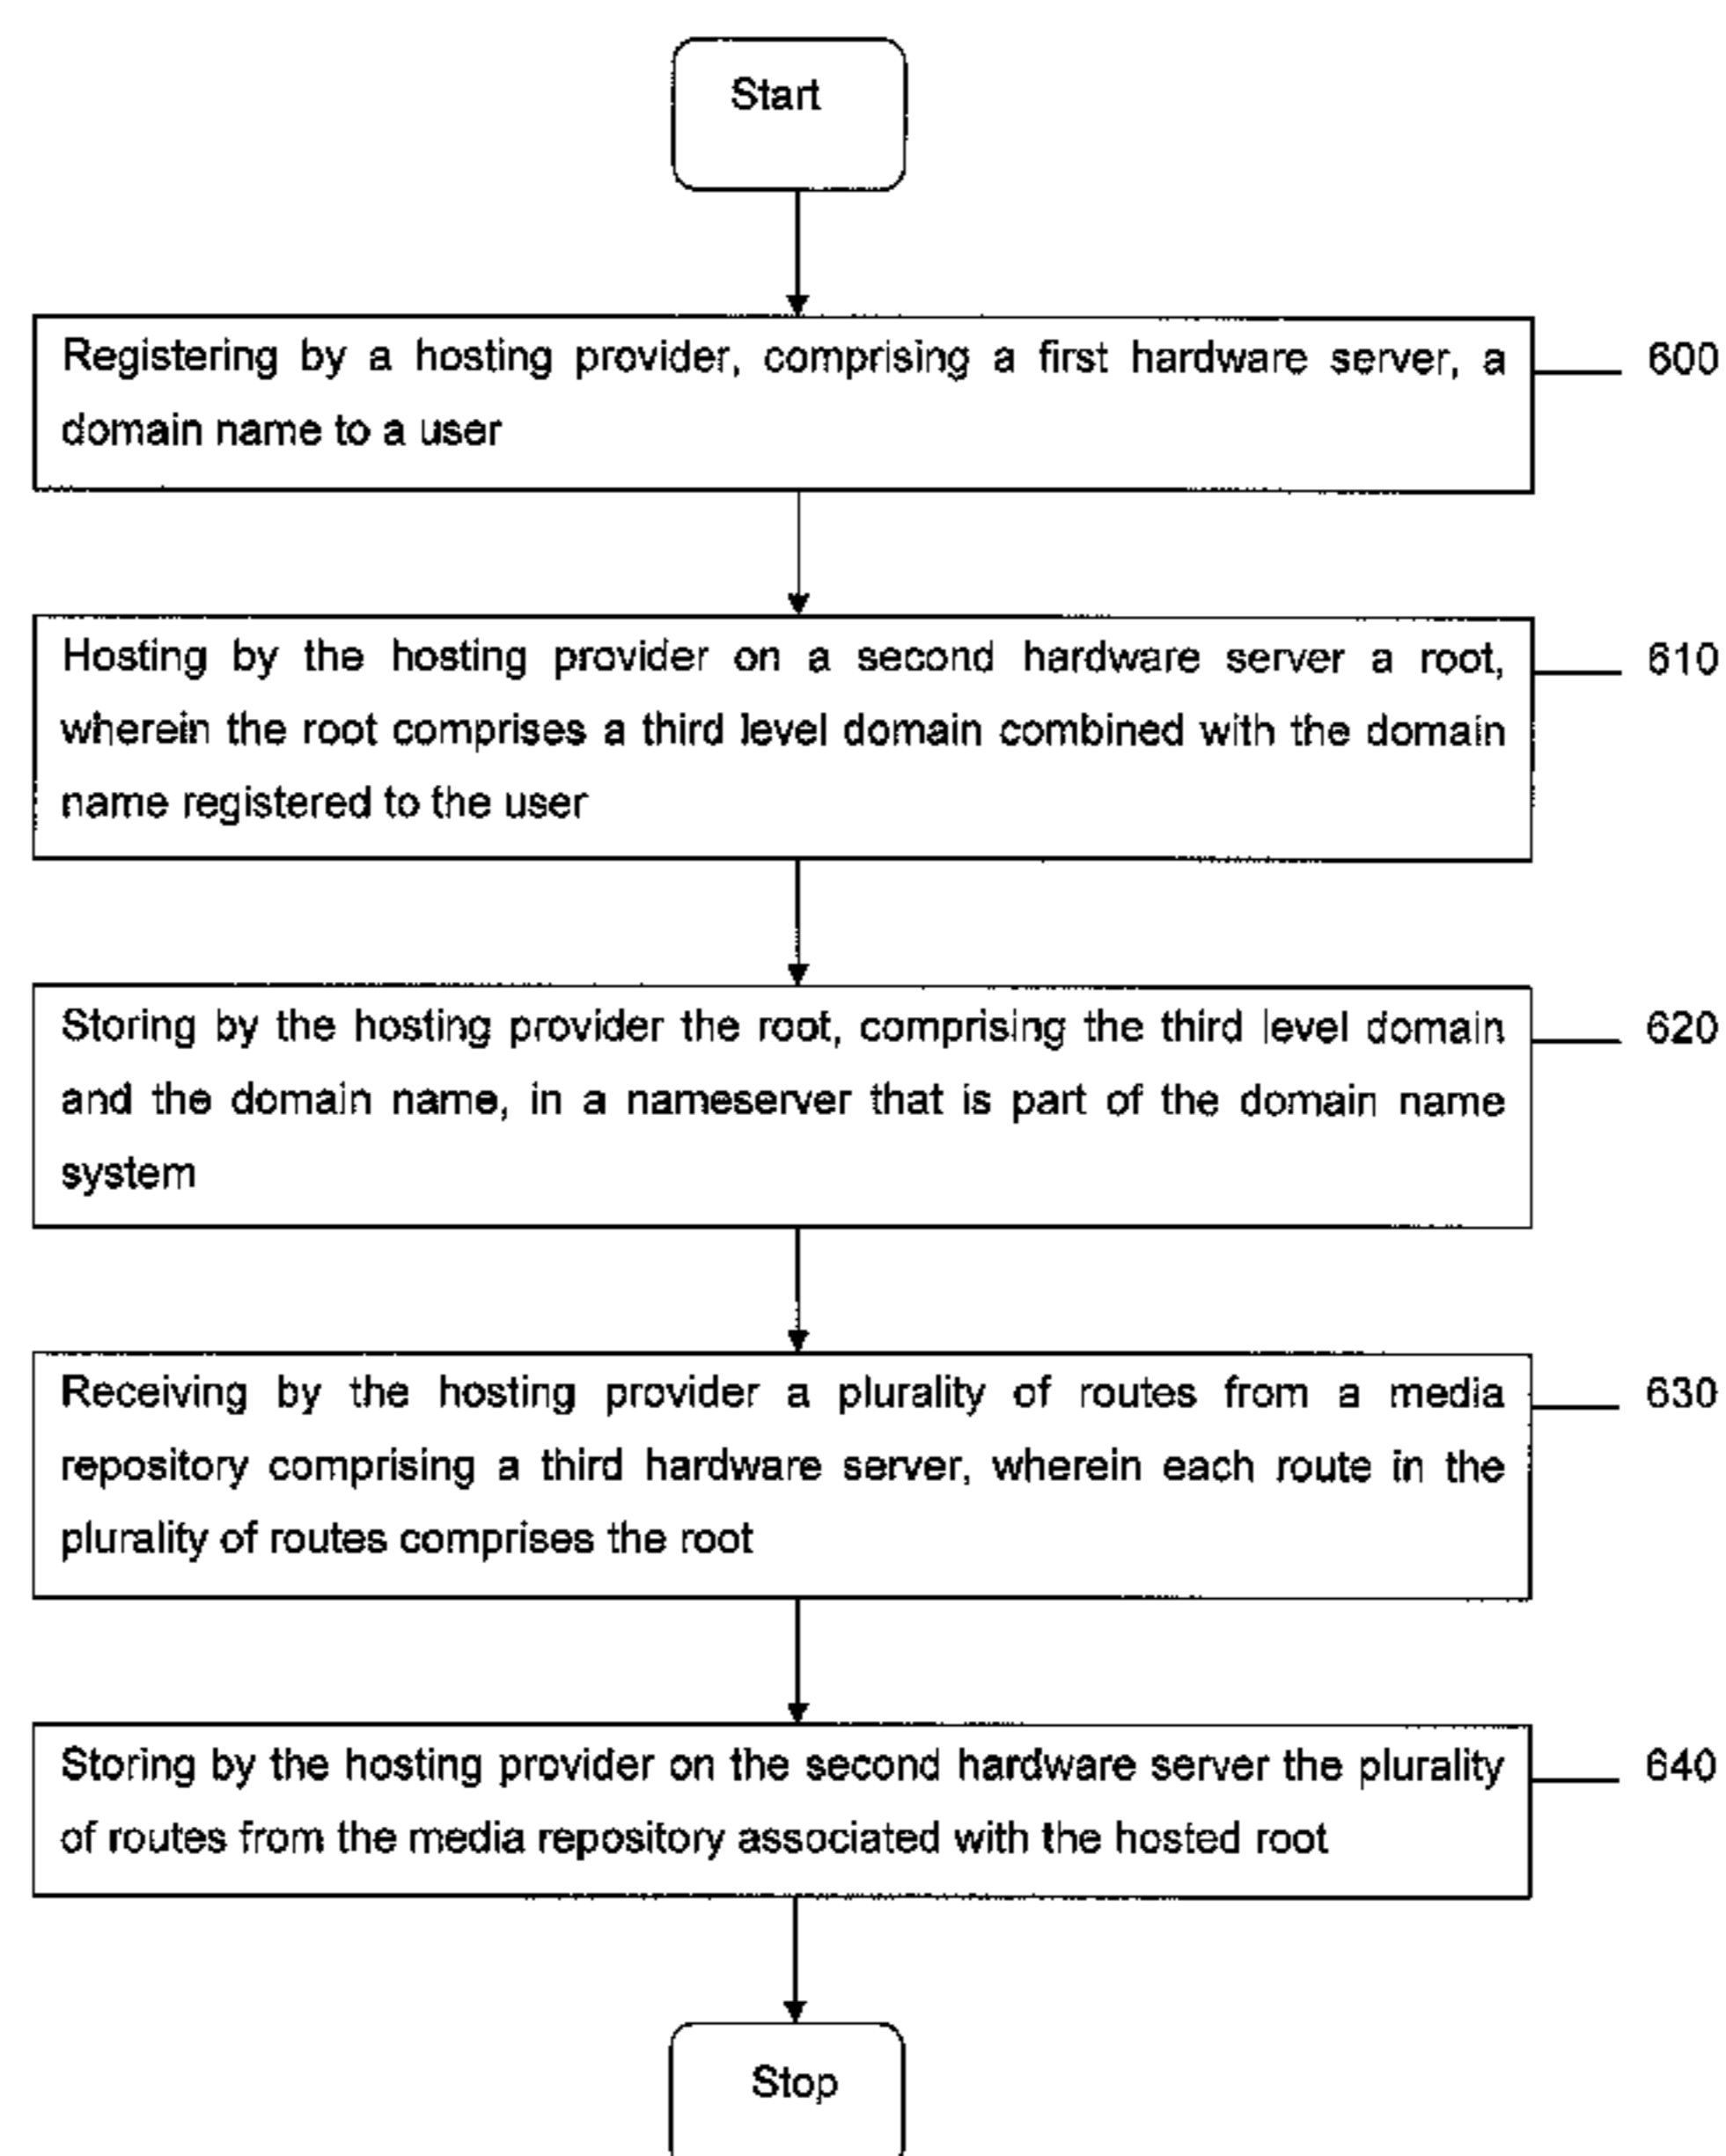 Start
Registering by a hosting provider, comprising a first hardware server, a
domain name to a user
600
Hosting by the hosting provider on a second hardware server a root,
wherein the root comprises a third level domain combined with the domain
name registered to the user
610
Storing by the hosting provider the root, comprising the third level domain
and the domain name, in a nameserver that is part of the domain name
system
620
Receiving by the hosting provider a plurality of routes from a media
repository comprising a third hardware server, wherein each route in the
plurality of routes comprises the root
630
Storing by the hosting provider on the second hardware server the plurality
of routes from the media repository associated with the hosted root
640
Stop